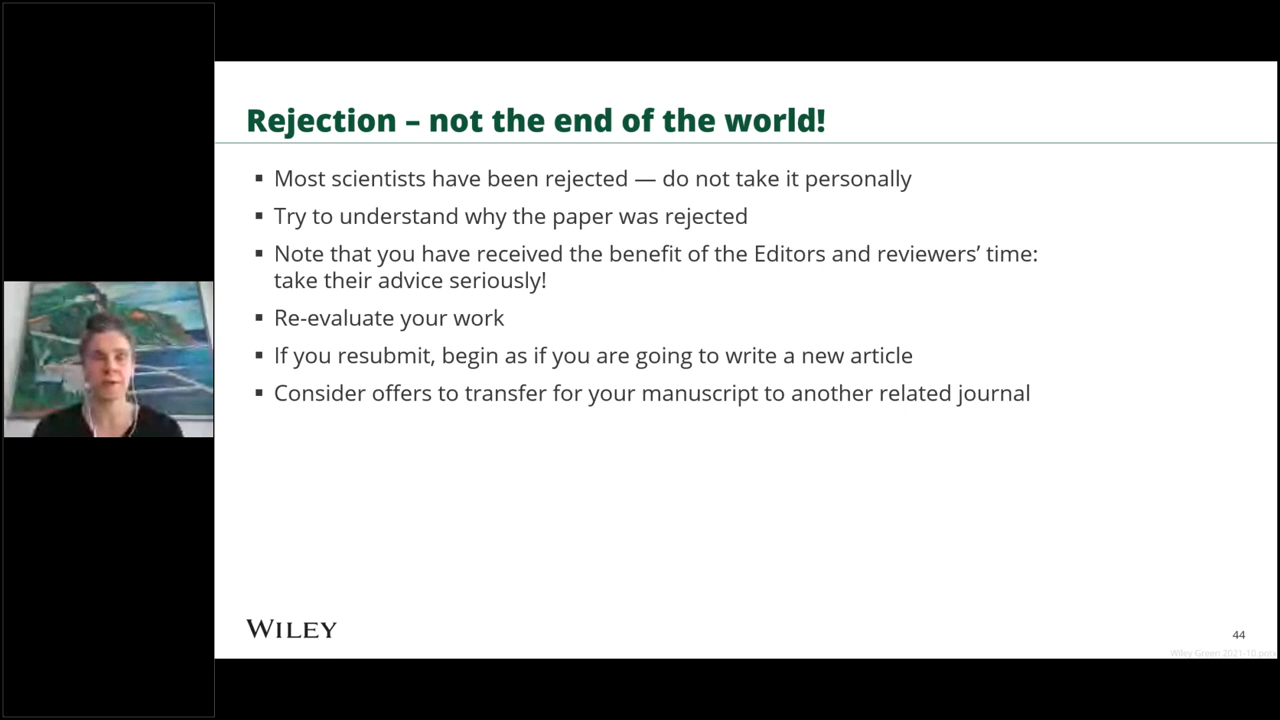 Rejection – not the end of the world!
▪ Most scientists have been rejected — do not take it personally
▪ Try to understand why the paper was rejected
▪ Note that you have received the benefit of the Editors and reviewers’ time:
take their advice seriously!
▪ Re-evaluate your work
▪ If you resubmit, begin as if you are going to write a new article
▪ Consider offers to transfer for your manuscript to another related journal
WILEY
44
Wiley Green 2021-10.potx